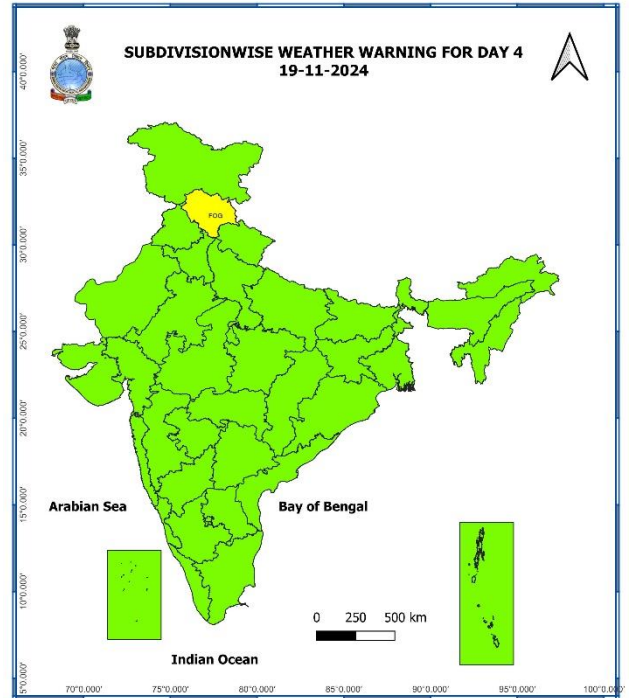 SUBDIVISIONWISE WEATHER WARNING FOR DAY 4
19-11-2024
40°0.000'
35°0.000'
FOG
30°0.000'
25°0.000'
20°0.000'
15°0.000'
Arabian Sea
Bay of Bengal
10°0.000'
0 250 500 km
Indian Ocean
5°0.000'
70°0.000' 75°0.000' 80°0.000' 85°0.000' 90°0.000' 95°0.000' 100°0.000'